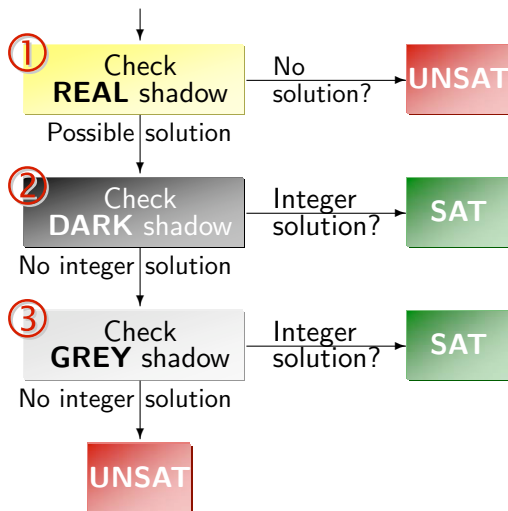 1
Check
REAL shadow
No
solution?
UNSAT
Possible solution
2
Check
DARK shadow
Integer
solution?
SAT
No integer solution
3
Check
GREY shadow
Integer
solution?
SAT
No integer solution
UNSAT